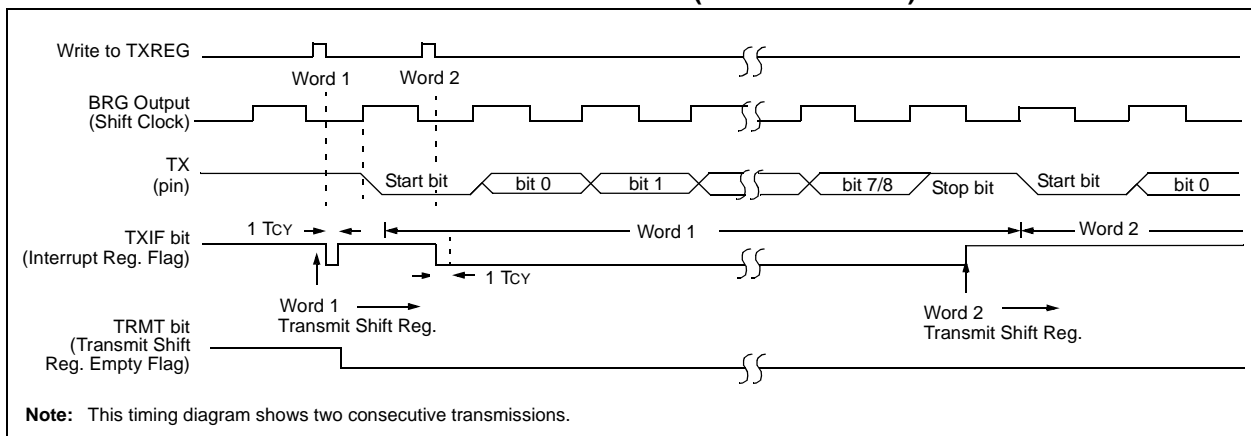 Write to TXREG
Word 1
Word 2
BRG Output
(Shift Clock)
TX
(pin)
Start bit
bit 0
bit 1
bit 7/8
Stop bit
Start bit
bit 0
TXIF bit
(Interrupt Reg. Flag)
1 TCY
Word 1
Word 2
1 TCY
Word 1
Transmit Shift Reg.
Word 2
Transmit Shift Reg.
TRMT bit
(Transmit Shift
Reg. Empty Flag)
Note: This timing diagram shows two consecutive transmissions.